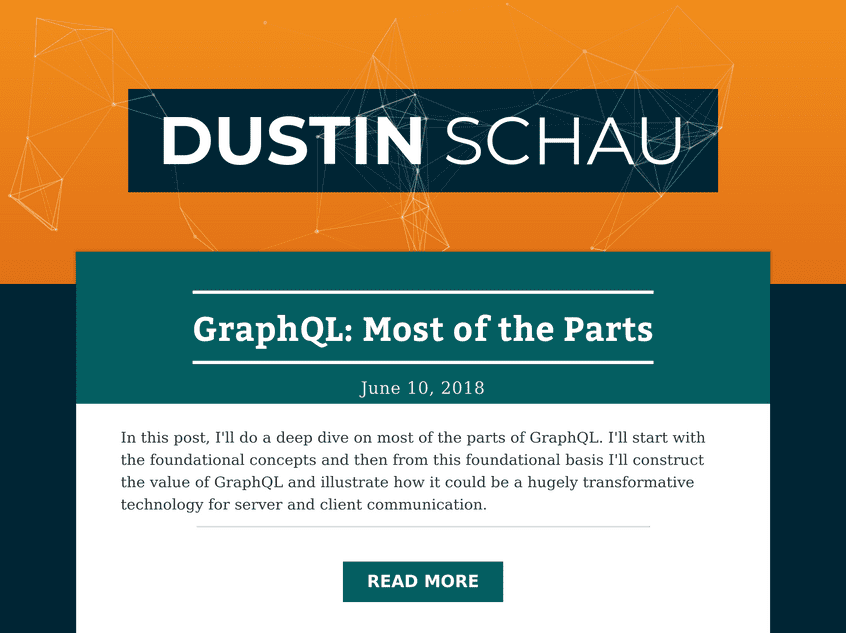 DUSTIN SCHAU
GraphQL: Most of the Parts
June 10, 2018
In this post, I'll do a deep dive on most of the parts of GraphQL. I'll start with
the foundational concepts and then from this foundational basis I'll construct
the value of GraphQL and illustrate how it could be a hugely transformative
technology for server and client communication.
READ MORE